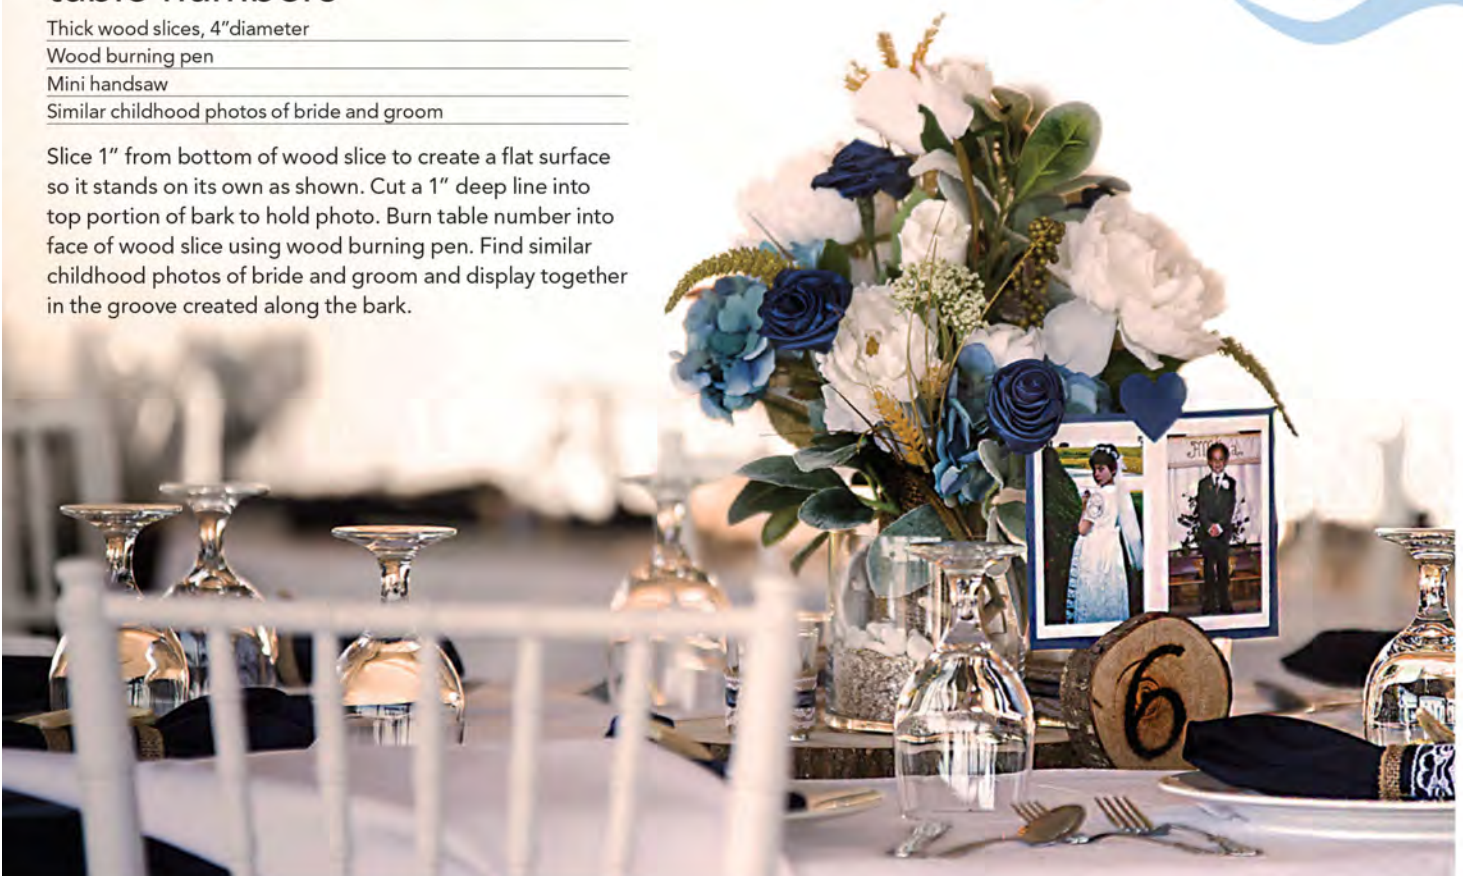 table numbers
Thick wood slices, 4”diameter
Wood burning pen
Mini handsaw
Similar childhood photos of bride and groom
Slice 1” from bottom of wood slice to create a flat surface
so it stands on its own as shown. Cut a 1” deep line into
top portion of bark to hold photo. Burn table number into
face of wood slice using wood burning pen. Find similar
childhood photos of bride and groom and display together
in the groove created along the bark.
6